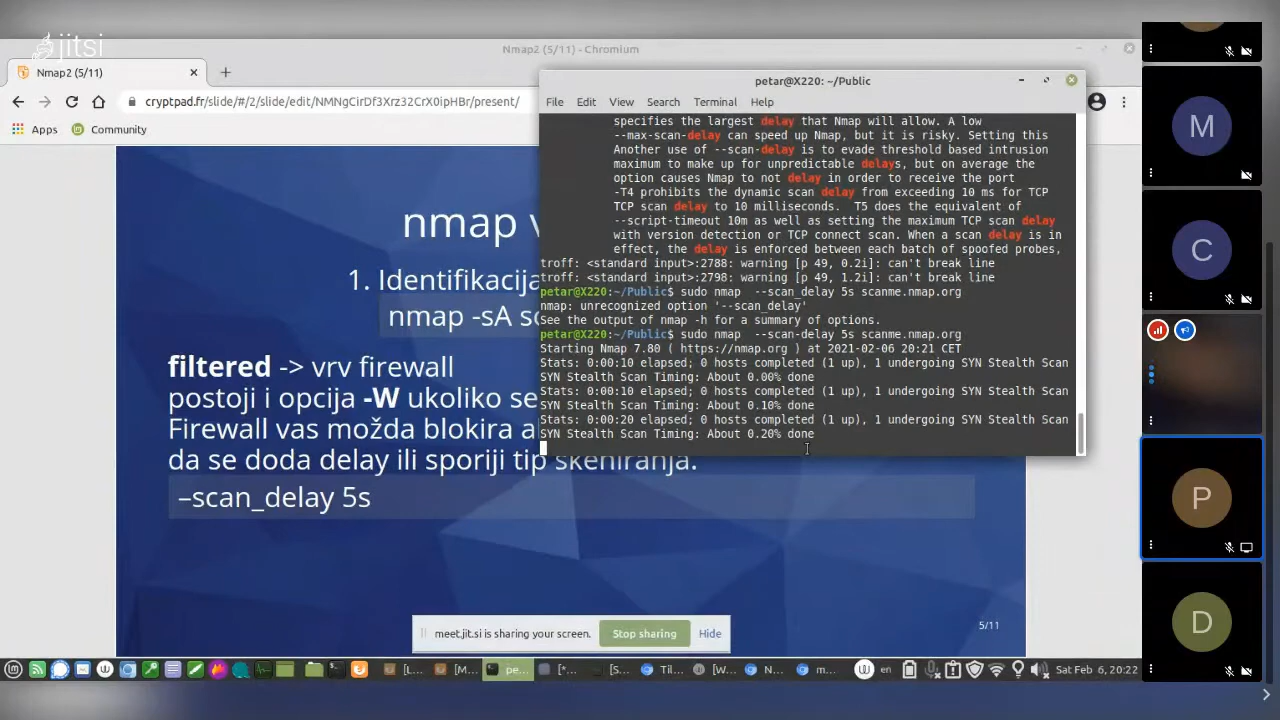 jitsi
Nmap2 (5/11) - Chromium
Nmap2 (5/11)
cryptpad.fr/slide/#/2/slide/edit/NMNgCirDf3Xrz32CrX0ipHBr/present/
Apps Community
petar@X220: ~/Public
File Edit View Search Terminal Help
specifies the largest delay that Nmap will allow. A low
--max-scan-delay can speed up Nmap, but it is risky. Setting this
Another use of --scan-delay is to evade threshold based intrusion
maximum to make up for unpredictable delays, but on average the
option causes Nmap to not delay in order to receive the port
-T4 prohibits the dynamic scan delay from exceeding 10 ms for TCP
TCP scan delay to 10 milliseconds.  T5 does the equivalent of
--script-timeout 10m as well as setting the maximum TCP scan delay
with version detection or TCP connect scan. When a scan delay is in
effect, the delay is enforced between each batch of spoofed probes,
troff: <standard input>:2788: warning [p 49, 0.2i]: can't break line
troff: <standard input>:2798: warning [p 49, 1.2i]: can't break line
petar@X220:~/Public$ sudo nmap  --scan_delay 5s scanme.nmap.org
nmap: unrecognized option '--scan_delay'
See the output of nmap -h for a summary of options.
petar@X220:~/Public$ sudo nmap  --scan-delay 5s scanme.nmap.org
Starting Nmap 7.80 ( https://nmap.org ) at 2021-02-06 20:21 CET
Stats: 0:00:10 elapsed; 0 hosts completed (1 up), 1 undergoing SYN Stealth Scan
SYN Stealth Scan Timing: About 0.00% done
Stats: 0:00:10 elapsed; 0 hosts completed (1 up), 1 undergoing SYN Stealth Scan
SYN Stealth Scan Timing: About 0.10% done
Stats: 0:00:20 elapsed; 0 hosts completed (1 up), 1 undergoing SYN Stealth Scan
SYN Stealth Scan Timing: About 0.20% done
nmap
1. Identifikacija
nmap -sA
filtered -> vrv firewall
postoji i opcija -W ukoliko se
Firewall vas možda blokira
da se doda delay ili sporiji tip skeniranja.
–scan_delay 5s
5/11
meet.jit.si is sharing your screen. Stop sharing Hide
pe... [L... [M... [*... [S... Til... [W... N... m... en Sat Feb 6, 20:22
M
C
P
D